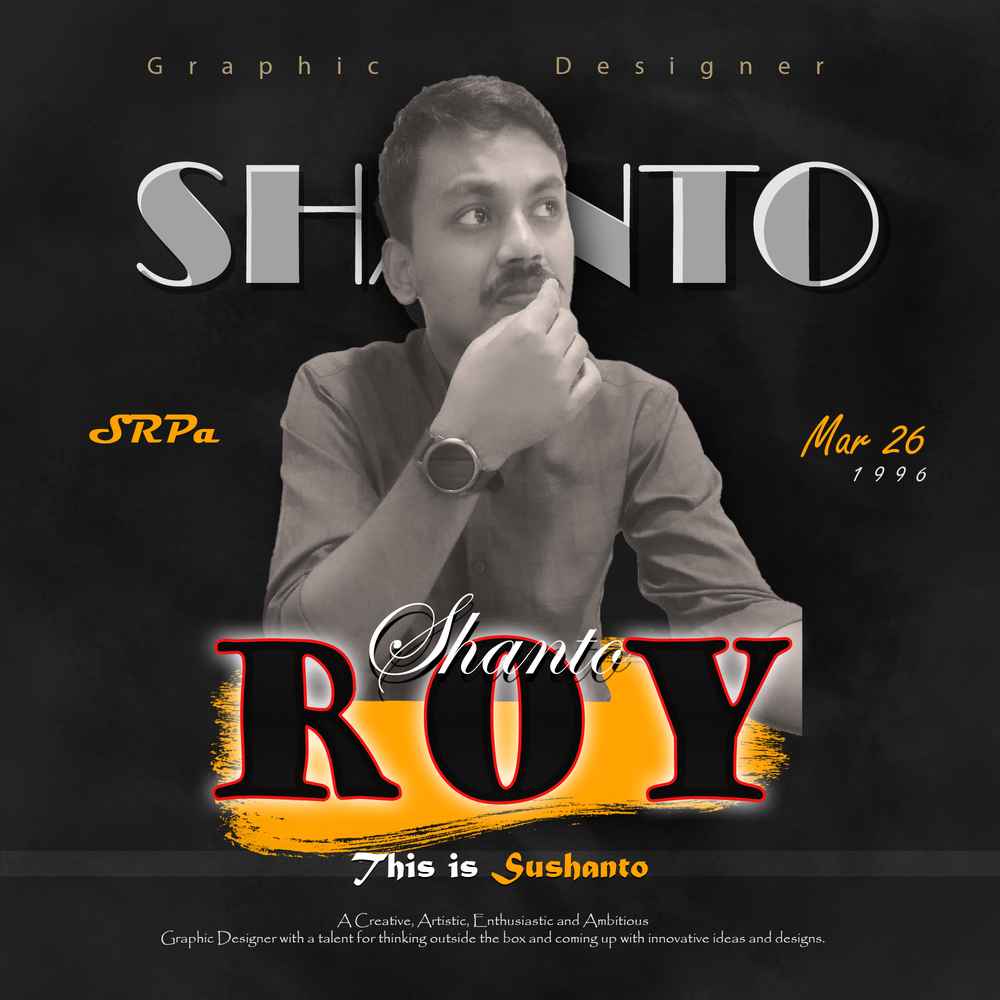 Graphic Designer
SHANTO
SRPa
Mar 26
1996
Shanto
ROY
This is Sushanto
A Creative, Artistic, Enthusiastic and Ambitious
Graphic Designer with a talent for thinking outside the box and coming up with innovative ideas and designs.